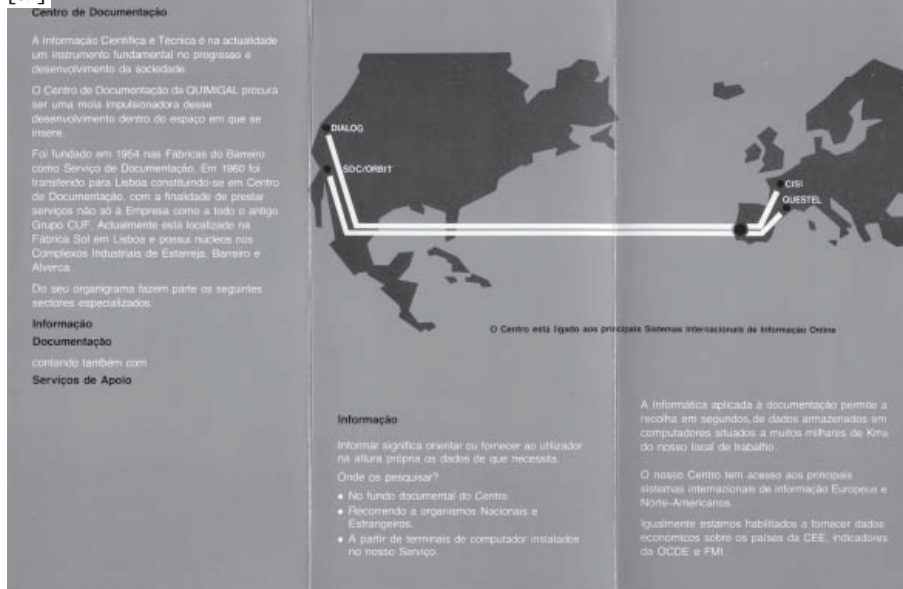 Centro de Documentação
A Informação Científica e Técnica é na actualidade
um instrumento fundamental no progresso e
desenvolvimento da sociedade.
O Centro de Documentação da QUIMIGAL procura
ser uma mola impulsionadora desse
desenvolvimento dentro do espaço em que se
insere.
Foi fundado em 1954 nas Fábricas do Barreiro
como Serviço de Documentação. Em 1960 foi
transferido para Lisboa constituindo-se em Centro
de Documentação, com a finalidade de prestar
serviços não só à Empresa como a todo o antigo
Grupo CUF. Actualmente está localizado na
Fábrica Sol em Lisboa e possui núcleos nos
Complexos Industriais de Estarreja, Barreiro e
Alverca.
Do seu organigrama fazem parte os seguintes
sectores especializados:
Informação
Documentação
contando também com
Serviços de Apoio
DIALOG
SDC/ORBIT
CISI
QUESTEL
O Centro está ligado aos principais Sistemas Internacionais de Informação Online
Informação
Informar significa orientar ou fornecer ao utilizador
na altura própria os dados de que necessita.
Onde os pesquisar?
• No fundo documental do Centro.
• Recorrendo a organismos Nacionais e
Estrangeiros.
• A partir de terminais de computador instalados
no nosso Serviço.
A Informática aplicada à documentação permite a
recolha em segundos, de dados armazenados em
computadores situados a muitos milhares de Kms
do nosso local de trabalho.
O nosso Centro tem acesso aos principais
sistemas internacionais de informação Europeus e
Norte-Americanos.
Igualmente estamos habilitados a fornecer dados
económicos sobre os países da CEE, indicadores
da OCDE e FMI.